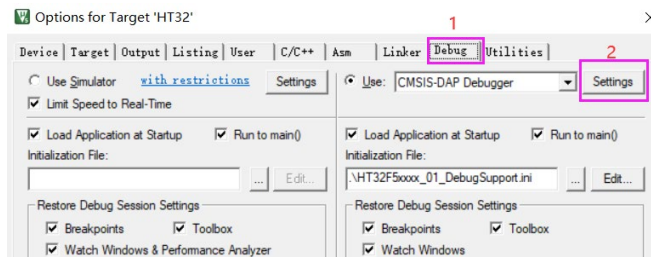 Options for Target 'HT32'
1
Device Target Output Listing User C/C++ Asm Linker Debug Utilities
2
Use Simulator with restrictions Settings
Use: CMSIS-DAP Debugger Settings
Limit Speed to Real-Time
Load Application at Startup Run to main()
Load Application at Startup Run to main()
Initialization File:
Initialization File:
... Edit...
.\HT32F5xxxx_01_DebugSupport.ini ... Edit...
Restore Debug Session Settings
Restore Debug Session Settings
Breakpoints Toolbox
Breakpoints Toolbox
Watch Windows & Performance Analyzer
Watch Windows